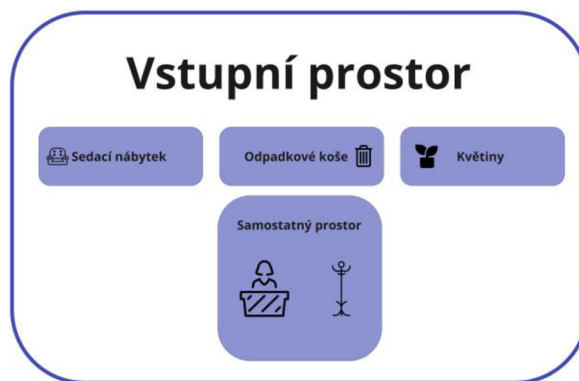 Vstupní prostor
Sedací nábytek
Odpadkové koše
Květiny
Samostatný prostor